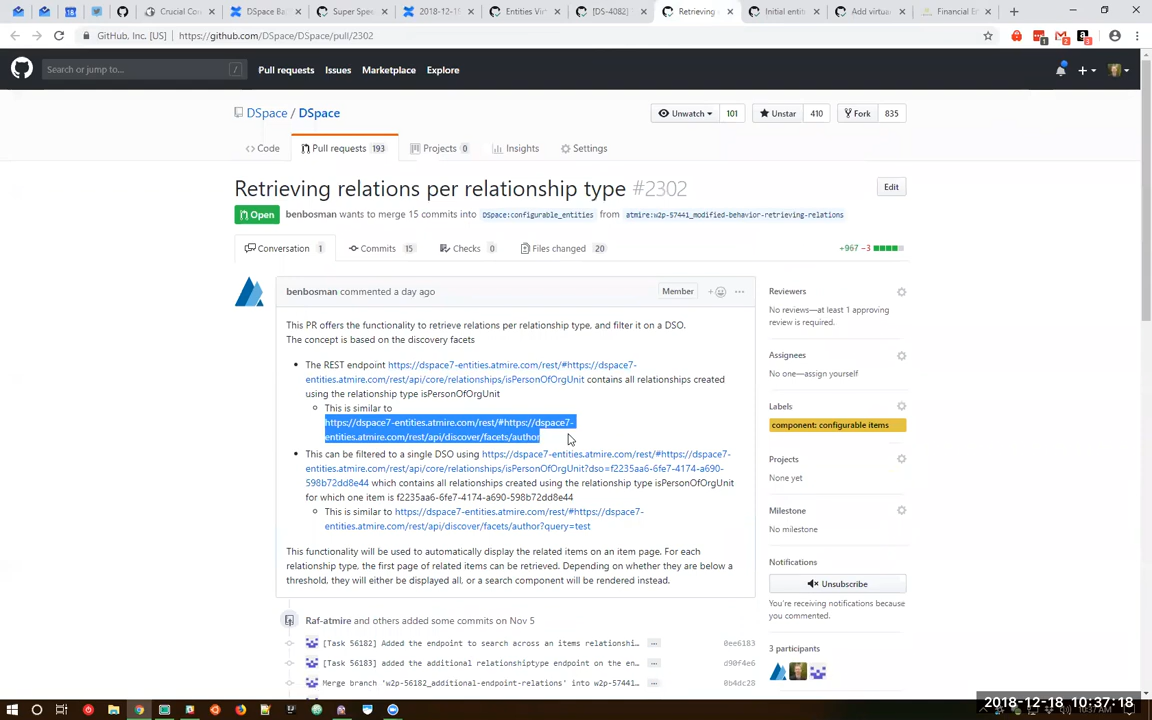 Crucial Co
DSpace Ba
Super Spe
2018-12-1
Entities Vir
[DS-4082]
Retrieving
Initial entit
Add virtua
Financial E
GitHub, Inc. [US] | https://github.com/DSpace/DSpace/pull/2302
Search or jump to... /
Pull requests Issues Marketplace Explore
DSpace / DSpace
Unwatch 101 Unstar 410 Fork 835
Code Pull requests 193 Projects 0 Insights Settings
Retrieving relations per relationship type #2302
Edit
Open benbosman wants to merge 15 commits into DSpace:configurable_entities from atmire:w2p-57441_modified-behavior-retrieving-relations
Conversation 1 Commits 15 Checks 0 Files changed 20 +967 −3
benbosman commented a day ago Member
This PR offers the functionality to retrieve relations per relationship type, and filter it on a DSO.
The concept is based on the discovery facets
The REST endpoint https://dspace7-entities.atmire.com/rest/#https://dspace7-
entities.atmire.com/rest/api/core/relationships/isPersonOfOrgUnit contains all relationships created
using the relationship type isPersonOfOrgUnit
This is similar to
https://dspace7-entities.atmire.com/rest/#https://dspace7-
entities.atmire.com/rest/api/discover/facets/author
This can be filtered to a single DSO using https://dspace7-entities.atmire.com/rest/#https://dspace7-
entities.atmire.com/rest/api/core/relationships/isPersonOfOrgUnit?dso=f2235aa6-6fe7-4174-a690-
598b72dd8e44 which contains all relationships created using the relationship type isPersonOfOrgUnit
for which one item is f2235aa6-6fe7-4174-a690-598b72dd8e44
This is similar to https://dspace7-entities.atmire.com/rest/#https://dspace7-
entities.atmire.com/rest/api/discover/facets/author?query=test
This functionality will be used to automatically display the related items on an item page. For each
relationship type, the first page of related items can be retrieved. Depending on whether they are below a
threshold, they will either be displayed all, or a search component will be rendered instead.
Raf-atmire and others added some commits on Nov 5
[Task 56182] Added the endpoint to search across an items relationshi… 0ee6183
[Task 56183] added the additional relationshiptype endpoint on the en… d90f4e6
Merge branch 'w2p-56182_additional-endpoint-relations' into w2p-57441… 0b4dc28
Reviewers
No reviews—at least 1 approving
review is required.
Assignees
No one—assign yourself
Labels
component: configurable items
Projects
None yet
Milestone
No milestone
Notifications
Unsubscribe
You're receiving notifications because
you commented.
3 participants
2018-12-18 10:37:18